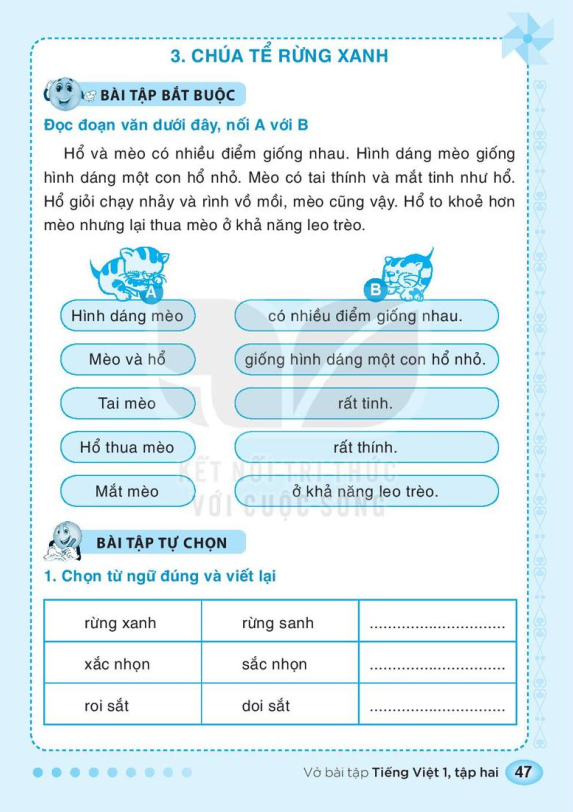 3. CHÚA TỂ RỪNG XANH
BÀI TẬP BẮT BUỘC
Đọc đoạn văn dưới đây, nối A với B
Hổ và mèo có nhiều điểm giống nhau. Hình dáng mèo giống
hình dáng một con hổ nhỏ. Mèo có tai thính và mắt tinh như hổ.
Hổ giỏi chạy nhảy và rình vồ mồi, mèo cũng vậy. Hổ to khoẻ hơn
mèo nhưng lại thua mèo ở khả năng leo trèo.
A B
Hình dáng mèo có nhiều điểm giống nhau.
Mèo và hổ giống hình dáng một con hổ nhỏ.
Tai mèo rất tinh.
Hổ thua mèo rất thính.
KẾT NỐI TRI THỨC
Mắt mèo ở khả năng leo trèo.
VỚI CUỘC SỐNG
BÀI TẬP TỰ CHỌN
1. Chọn từ ngữ đúng và viết lại
rừng xanh rừng sanh ..............................
xắc nhọn sắc nhọn ..............................
roi sắt doi sắt ..............................
Vở bài tập Tiếng Việt 1, tập hai 47